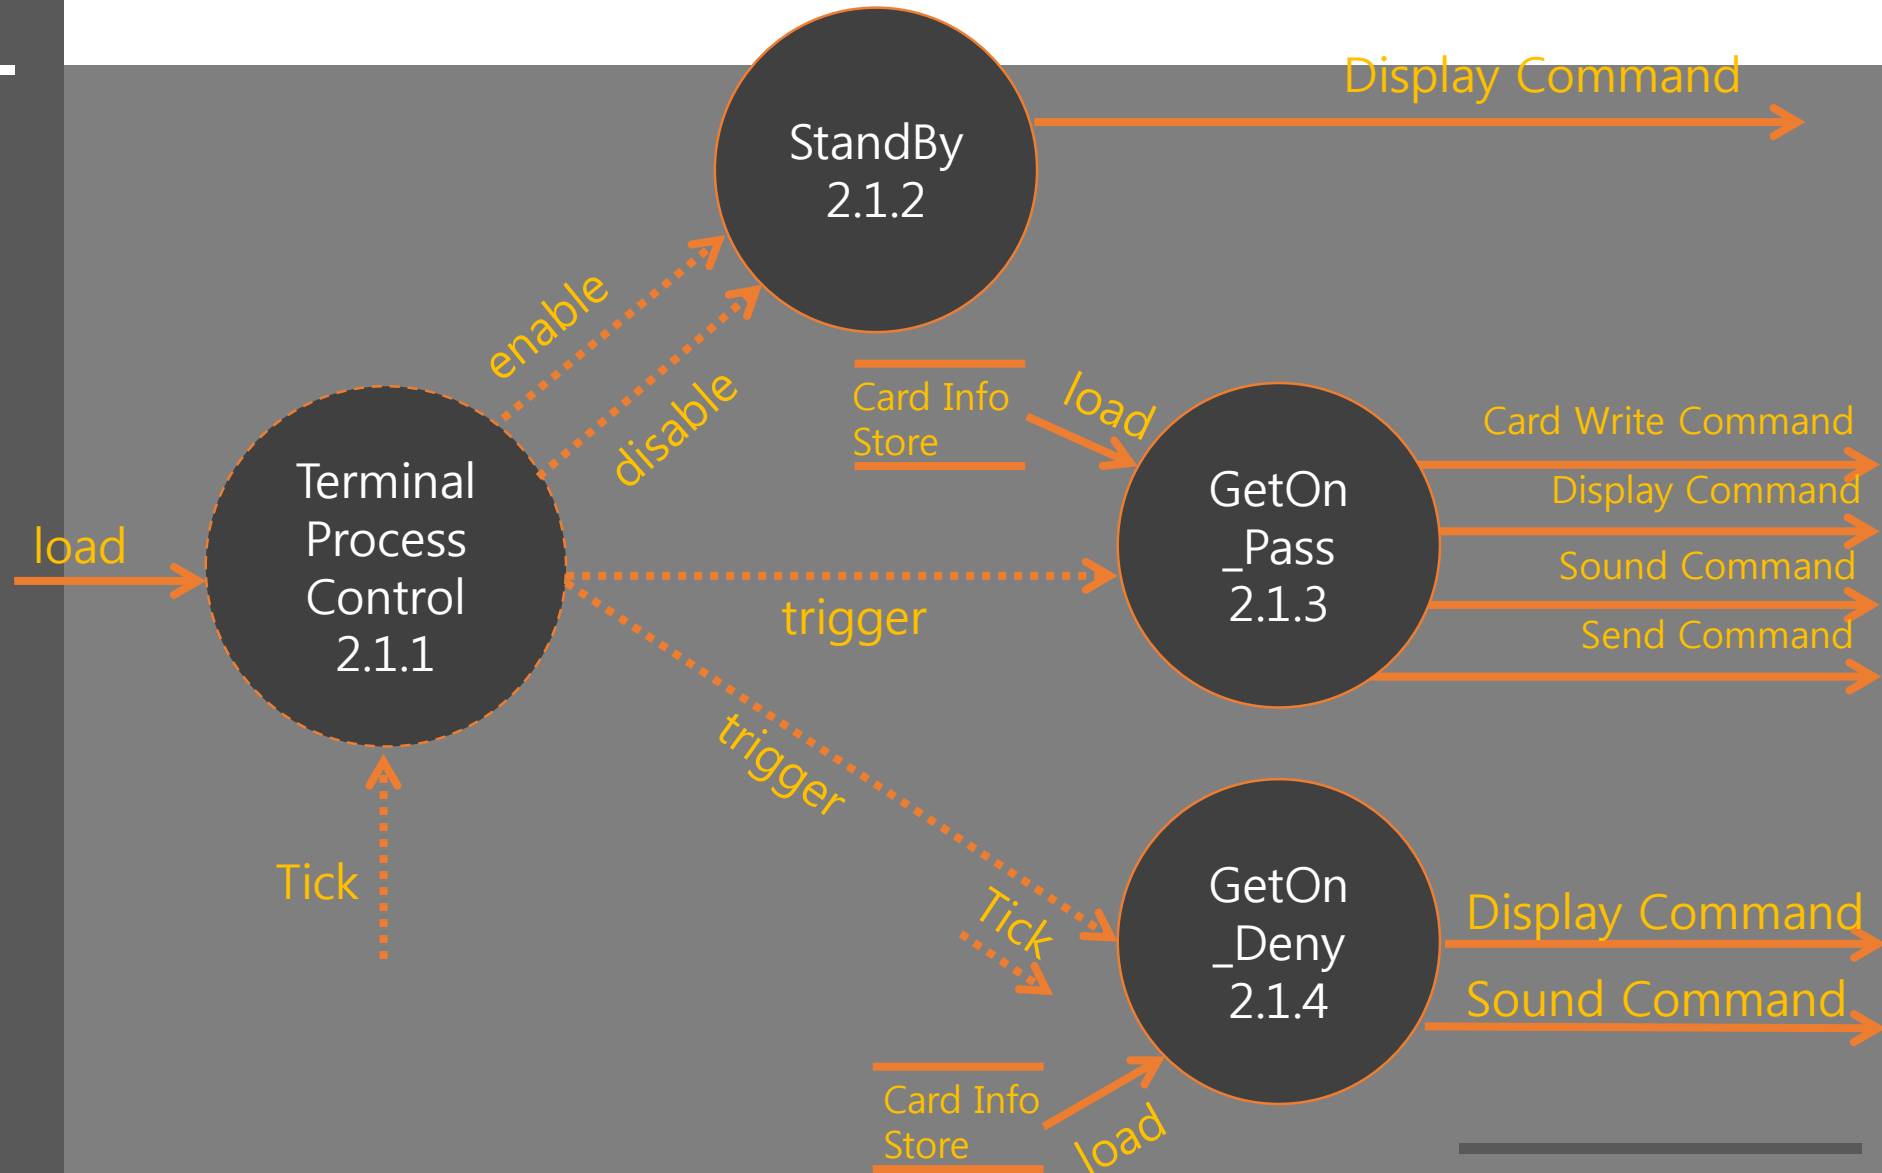 Display Command
StandBy
2.1.2
enable
disable
Card Info
Store
load
Card Write Command
Display Command
Sound Command
Send Command
GetOn
_Pass
2.1.3
Terminal
Process
Control
2.1.1
load
trigger
trigger
Tick
Tick
GetOn
_Deny
2.1.4
Display Command
Sound Command
Card Info
Store
load